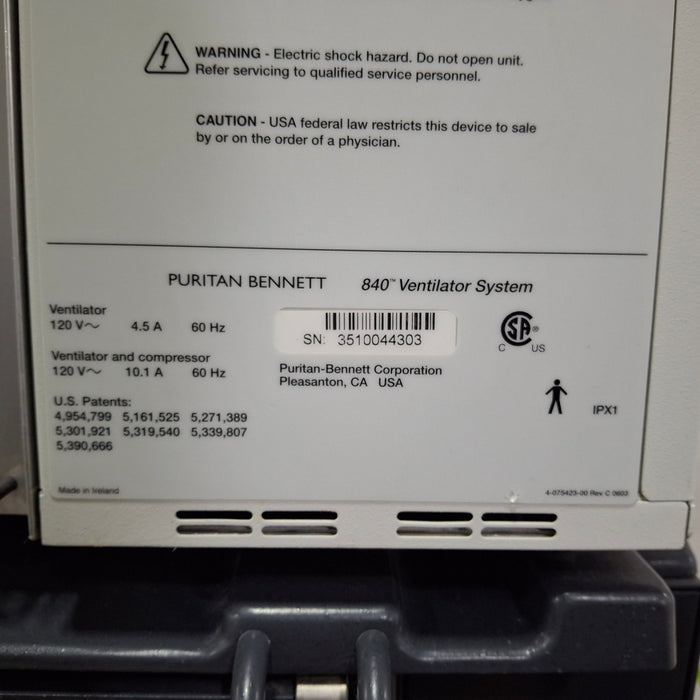 WARNING - Electric shock hazard. Do not open unit.
Refer servicing to qualified service personnel.
CAUTION - USA federal law restricts this device to sale
by or on the order of a physician.
PURITAN BENNETT 840™ Ventilator System
Ventilator
120 V~ 4.5 A 60 Hz
Ventilator and compressor
120 V~ 10.1 A 60 Hz
SN: 3510044303
Puritan-Bennett Corporation
Pleasanton, CA USA
CSA®
C US
IPX1
U.S. Patents:
4,954,799 5,161,525 5,271,389
5,301,921 5,319,540 5,339,807
5,390,666
Made in Ireland
4-075423-00 Rev C 0603